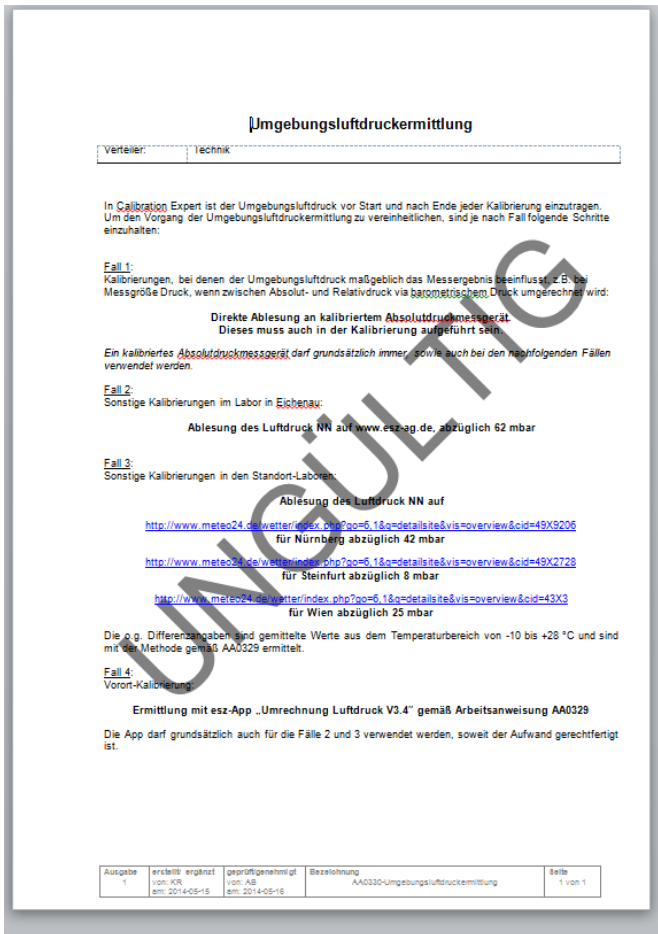 Umgebungsluftdruckermittlung
Verteiler: Technik
In Calibration Expert ist der Umgebungsluftdruck vor Start und nach Ende jeder Kalibrierung einzutragen.
Um den Vorgang der Umgebungsluftdruckermittlung zu vereinheitlichen, sind je nach Fall folgende Schritte
einzuhalten:
Fall 1:
Kalibrierungen, bei denen der Umgebungsluftdruck maßgeblich das Messergebnis beeinflusst, z.B. bei
Messgröße Druck, wenn zwischen Absolut- und Relativdruck via barometrischem Druck umgerechnet wird:
Direkte Ablesung an kalibriertem Absolutdruckmessgerät.
Dieses muss auch in der Kalibrierung aufgeführt sein.
Ein kalibriertes Absolutdruckmessgerät darf grundsätzlich immer, sowie auch bei den nachfolgenden Fällen
verwendet werden.
Fall 2:
Sonstige Kalibrierungen im Labor in Eichenau:
Ablesung des Luftdruck NN auf www.esz-ag.de, abzüglich 62 mbar
Fall 3:
Sonstige Kalibrierungen in den Standort-Laboren:
Ablesung des Luftdruck NN auf
http://www.meteo24.de/wetter/index.php?go=6,1&q=detailsite&vis=overview&cid=49X9206
für Nürnberg abzüglich 42 mbar
http://www.meteo24.de/wetter/index.php?go=6,1&q=detailsite&vis=overview&cid=49X2728
für Steinfurt abzüglich 8 mbar
http://www.meteo24.de/wetter/index.php?go=6,1&q=detailsite&vis=overview&cid=43X3
für Wien abzüglich 25 mbar
Die o.g. Differenzangaben sind gemittelte Werte aus dem Temperaturbereich von -10 bis +28 °C und sind
mit der Methode gemäß AA0329 ermittelt.
Fall 4:
Vorort-Kalibrierung:
Ermittlung mit esz-App „Umrechnung Luftdruck V3.4" gemäß Arbeitsanweisung AA0329
Die App darf grundsätzlich auch für die Fälle 2 und 3 verwendet werden, soweit der Aufwand gerechtfertigt
ist.
UNGÜLTIG
Ausgabe erstellt/ ergänzt geprüft/genehmigt Bezeichnung Seite
1 von: KR von: AB AA0330-Umgebungsluftdruckermittlung 1 von 1
am: 2014-05-15 am: 2014-05-16